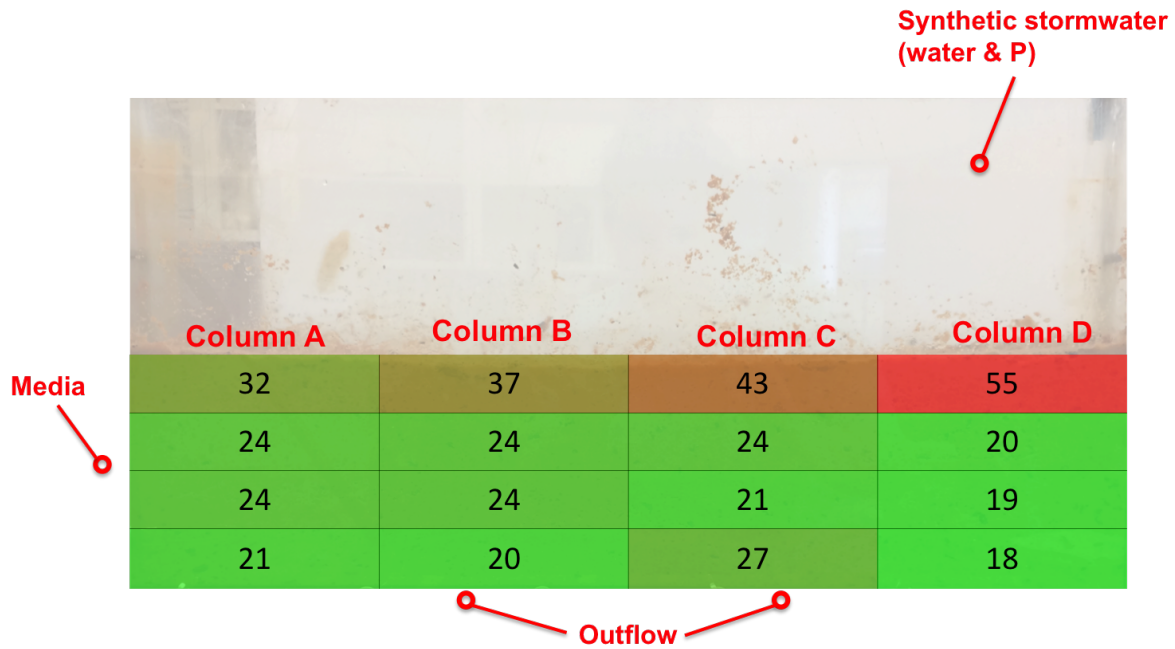 Synthetic stormwater
(water & P)
Column A
Column B
Column C
Column D
Media
32
37
43
55
24
24
24
20
24
24
21
19
21
20
27
18
Outflow